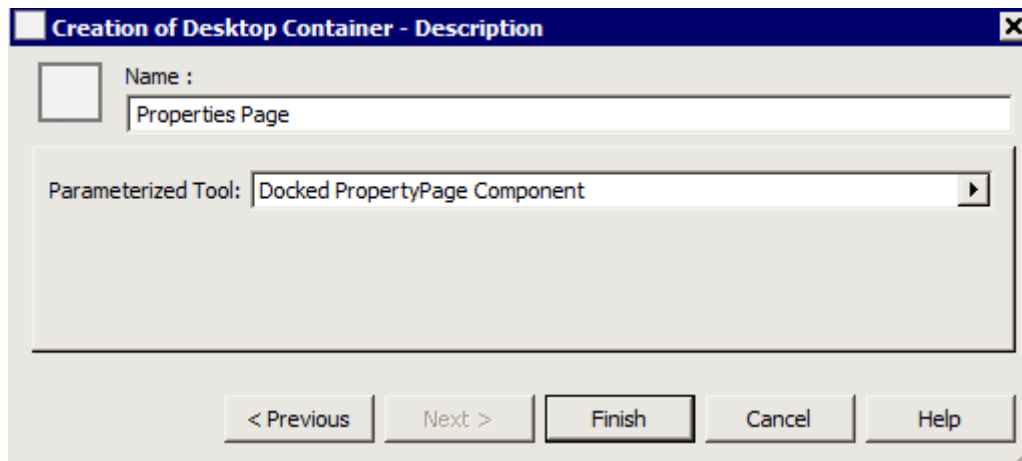 Creation of Desktop Container - Description
Name :
Properties Page
Parameterized Tool: Docked PropertyPage Component
< Previous Next > Finish Cancel Help